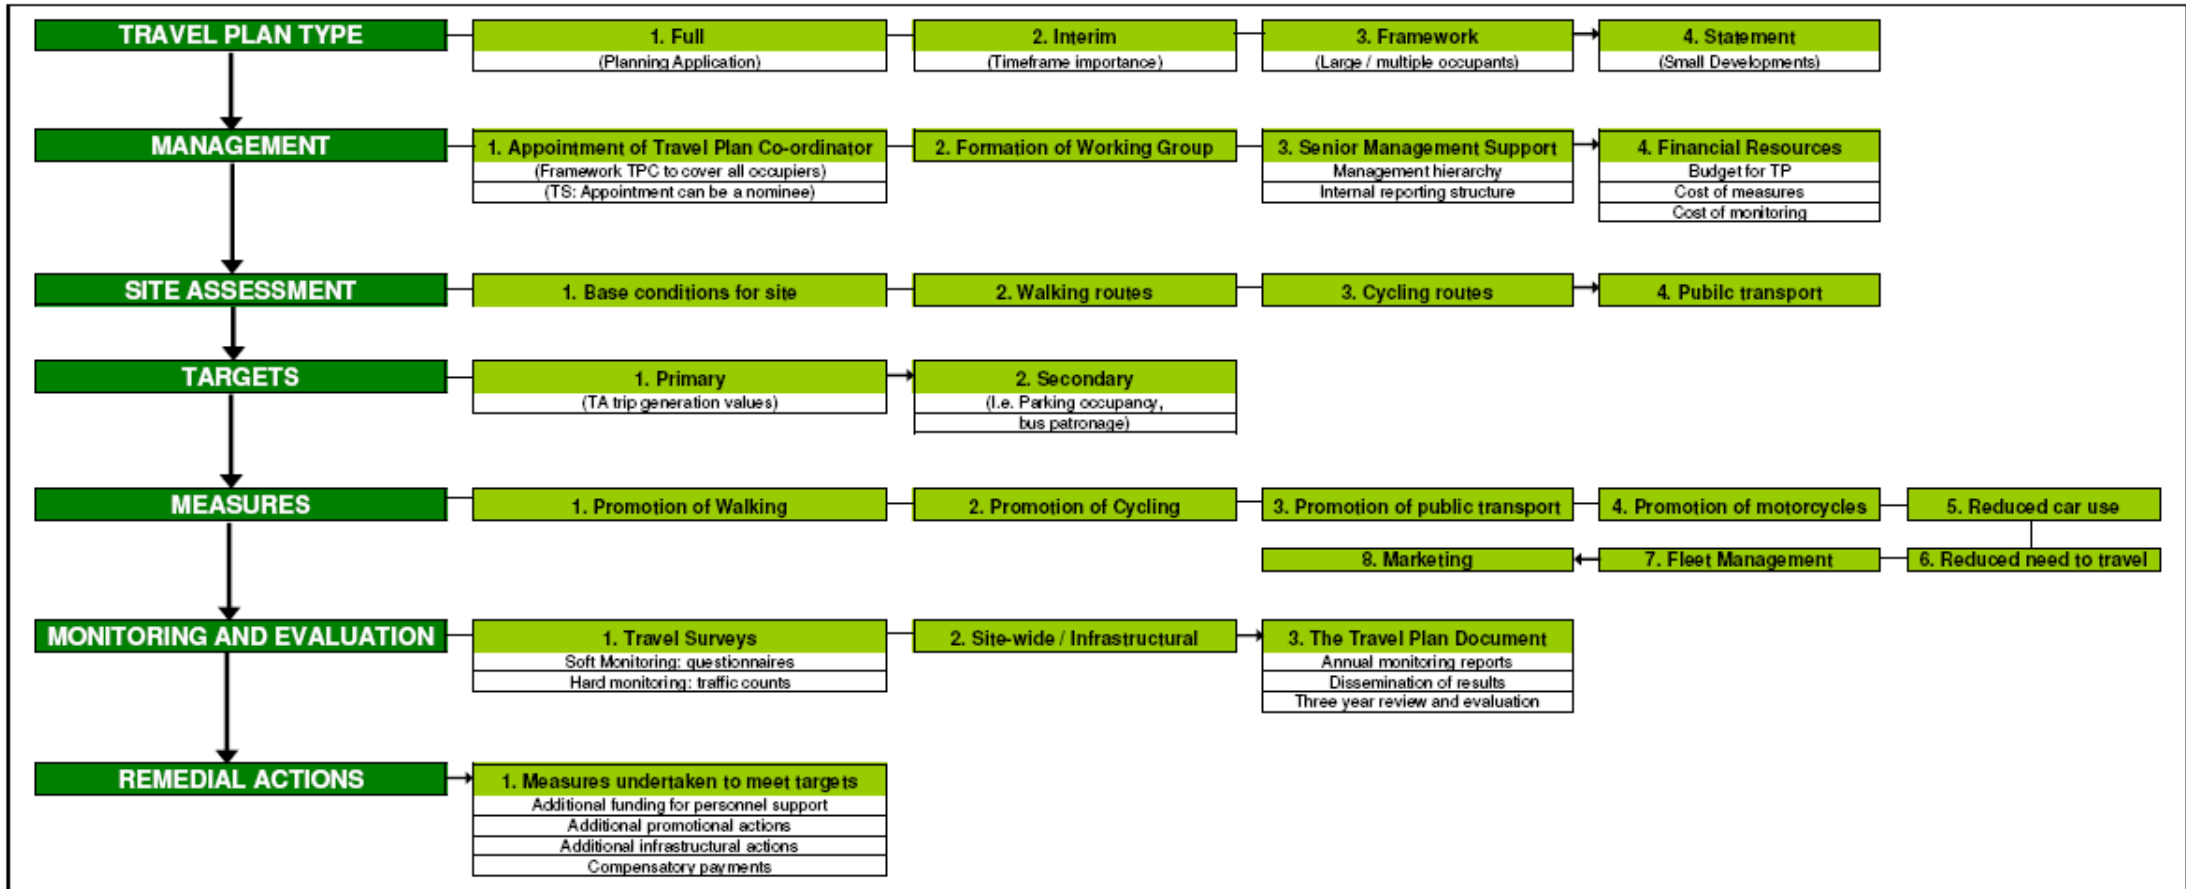 TRAVEL PLAN TYPE
1. Full
(Planning Application)
2. Interim
(Timeframe importance)
3. Framework
(Large / multiple occupants)
4. Statement
(Small Developments)
MANAGEMENT
1. Appointment of Travel Plan Co-ordinator
(Framework TPC to cover all occupiers)
(TS: Appointment can be a nominee)
2. Formation of Working Group
3. Senior Management Support
Management hierarchy
Internal reporting structure
4. Financial Resources
Budget for TP
Cost of measures
Cost of monitoring
SITE ASSESSMENT
1. Base conditions for site
2. Walking routes
3. Cycling routes
4. Pubilc transport
TARGETS
1. Primary
(TA trip generation values)
2. Secondary
(I.e. Parking occupancy,
bus patronage)
MEASURES
1. Promotion of Walking
2. Promotion of Cycling
3. Promotion of public transport
4. Promotion of motorcycles
5. Reduced car use
6. Reduced need to travel
7. Fleet Management
8. Marketing
MONITORING AND EVALUATION
1. Travel Surveys
Soft Monitoring: questionnaires
Hard monitoring: traffic counts
2. Site-wide / Infrastructural
3. The Travel Plan Document
Annual monitoring reports
Dissemination of results
Three year review and evaluation
REMEDIAL ACTIONS
1. Measures undertaken to meet targets
Additional funding for personnel support
Additional promotional actions
Additional infrastructural actions
Compensatory payments